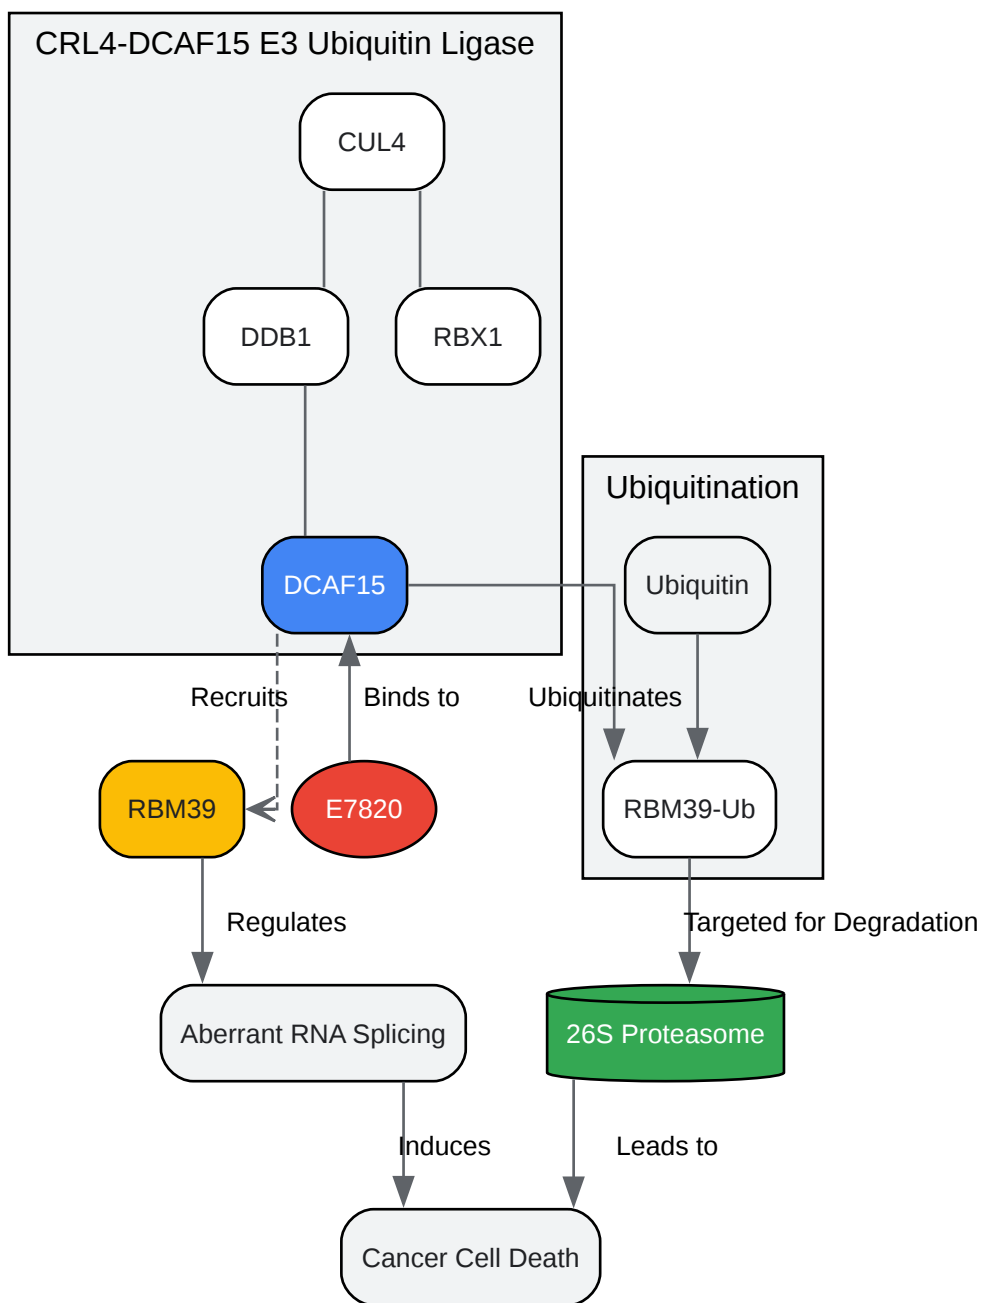 CRL4-DCAF15 E3 Ubiquitin Ligase
CUL4
DDB1
RBX1
Ubiquitination
DCAF15
Ubiquitin
Recruits
Binds to
Ubiquitinates
RBM39
E7820
RBM39-Ub
Regulates
Targeted for Degradation
Aberrant RNA Splicing
26S Proteasome
Induces
Leads to
Cancer Cell Death